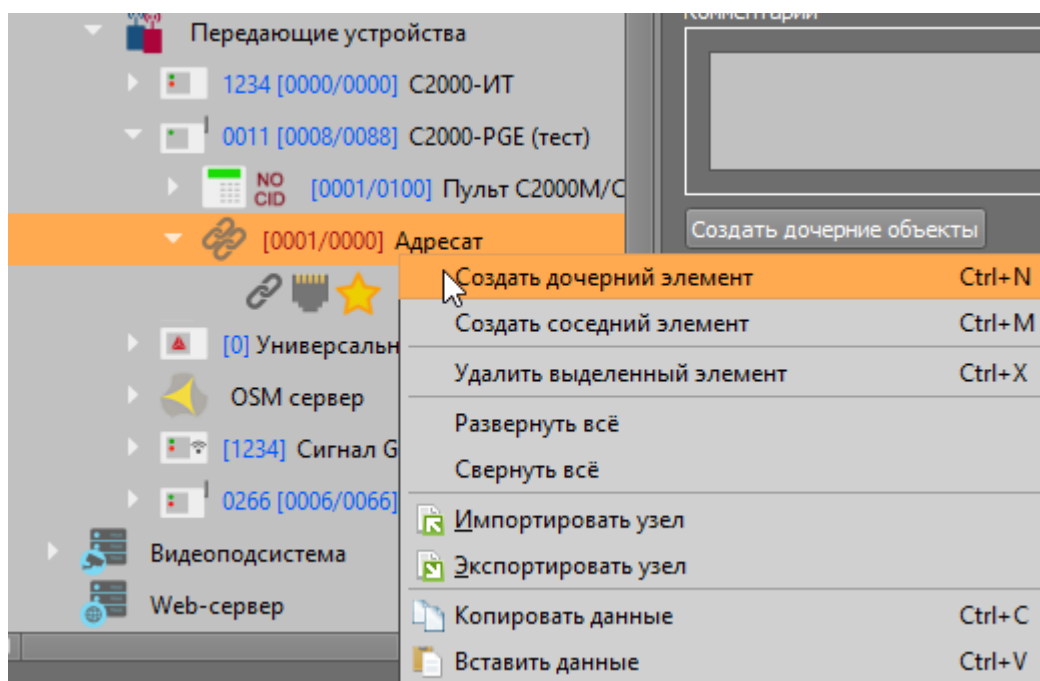 Комментарий
Передающие устройства
1234 [0000/0000] С2000-ИТ
0011 [0008/0088] С2000-PGE (тест)
NO CID [0001/0100] Пульт С2000М/С
[0001/0000] Адресат
Создать дочерние объекты
Создать дочерний элемент Ctrl+N
Создать соседний элемент Ctrl+M
Удалить выделенный элемент Ctrl+X
Развернуть всё
Свернуть всё
Импортировать узел
Экспортировать узел
Копировать данные Ctrl+C
Вставить данные Ctrl+V
[0] Универсальн
OSM сервер
[1234] Сигнал G
0266 [0006/0066]
Видеоподсистема
Web-сервер